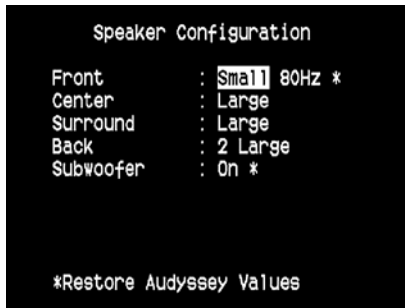 Speaker Configuration
Front : Small 80Hz *
Center : Large
Surround : Large
Back : 2 Large
Subwoofer : On *
*Restore Audyssey Values